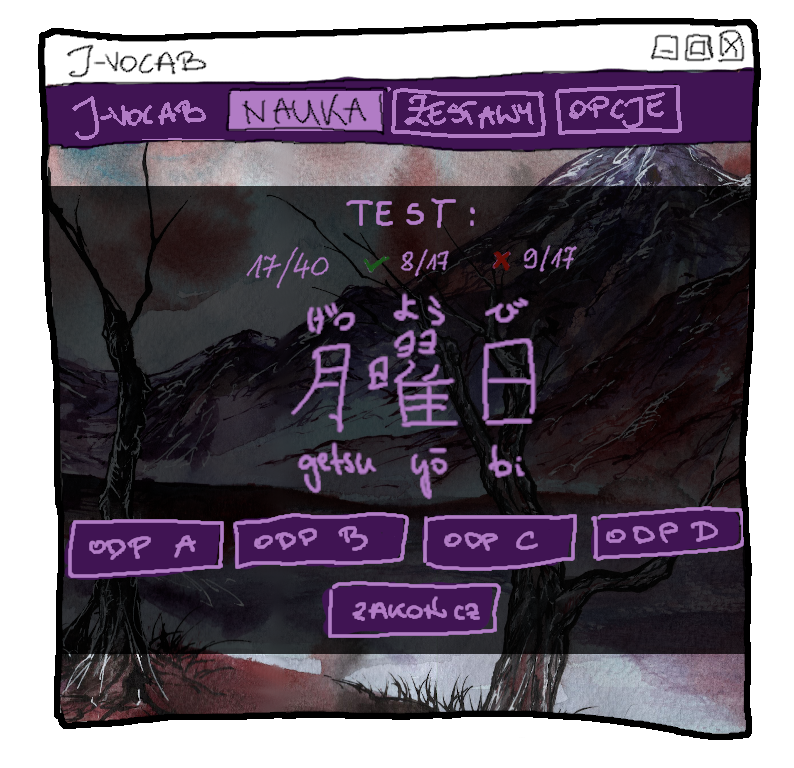 J-VOCAB
J-VOCAB NAUKA ZESTAWY OPCJE
TEST:
17/40 ✓ 8/17 ✗ 9/17
げつ よう び
月 曜 日
getsu yō bi
ODP A ODP B ODP C ODP D
ZAKOŃCZ